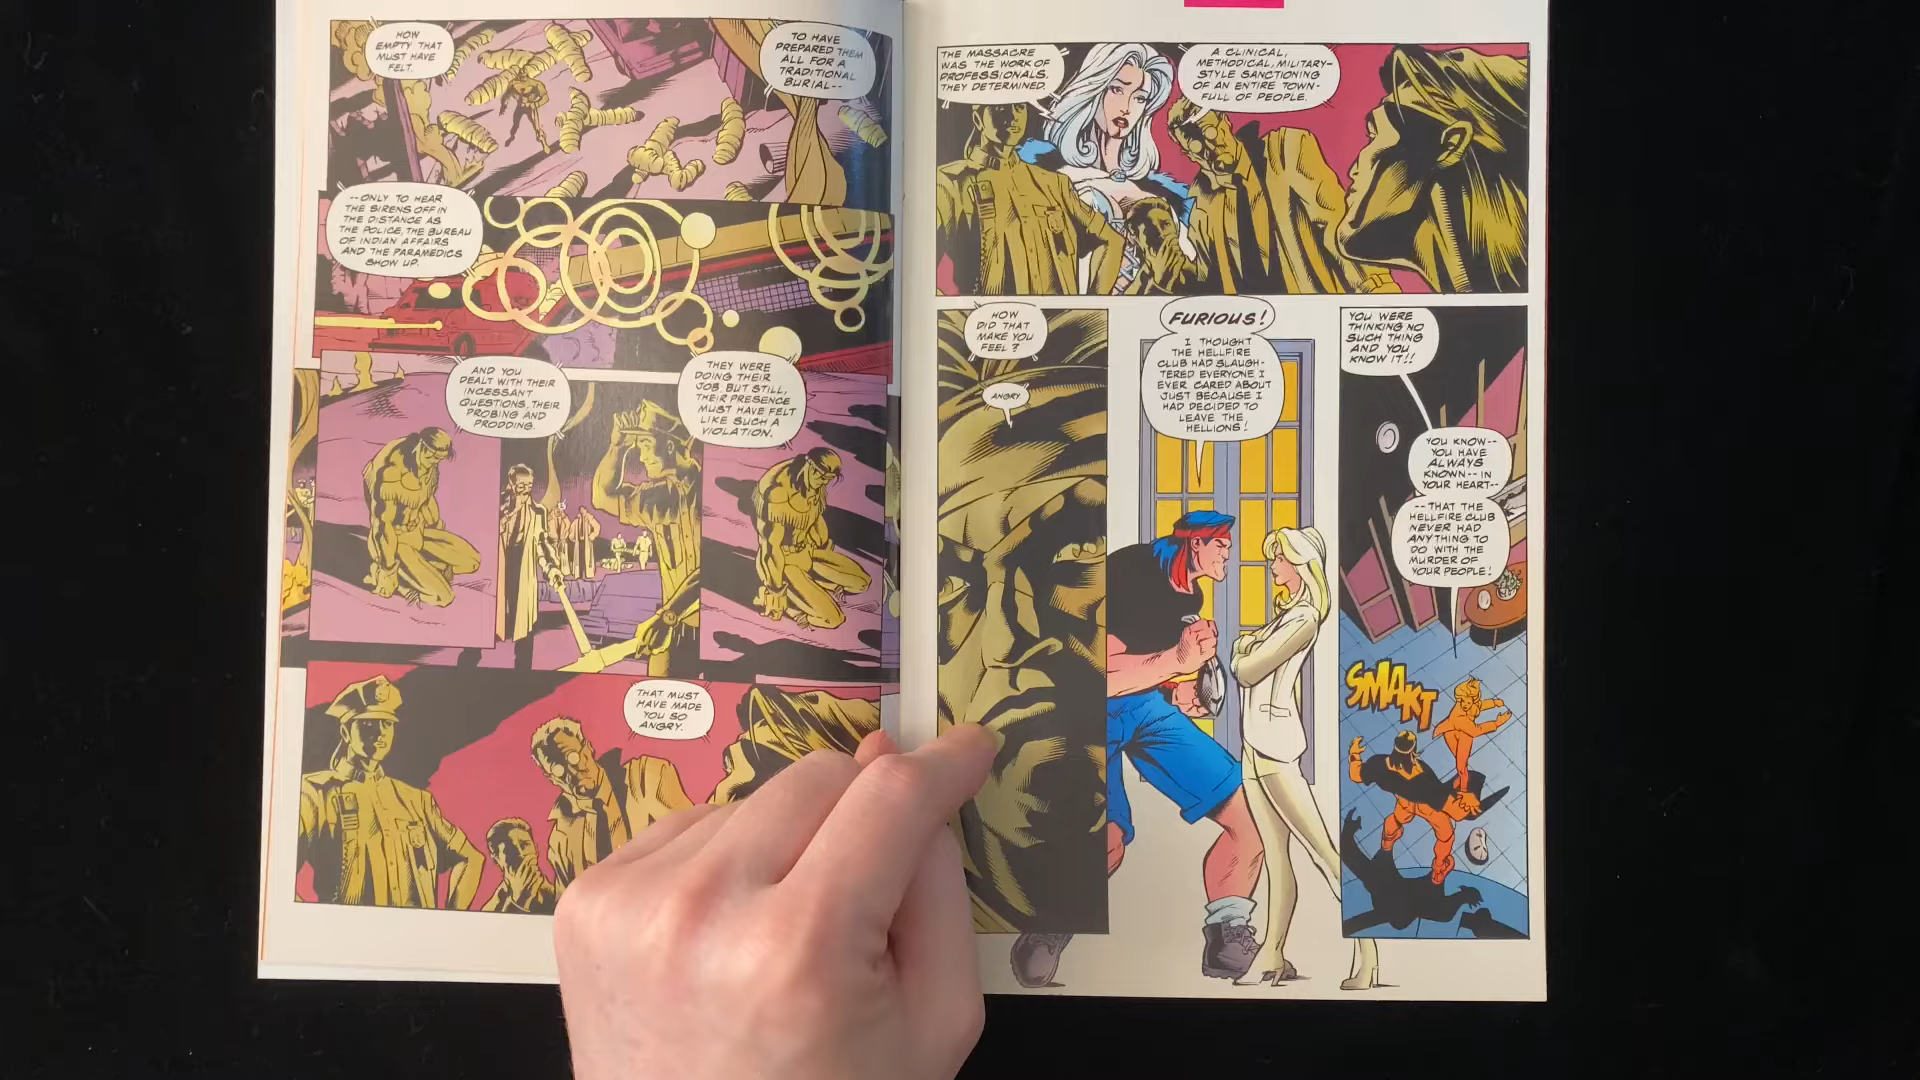 HOW
EMPTY THAT
MUST HAVE
FELT.
TO HAVE
PREPARED THEM
ALL FOR A
TRADITIONAL
BURIAL--
--ONLY TO HEAR
THE SIRENS OFF IN
THE DISTANCE AS
THE POLICE, THE BUREAU
OF INDIAN AFFAIRS
AND THE PARAMEDICS
SHOW UP.
AND YOU
DEALT WITH THEIR
INCESSANT
QUESTIONS, THEIR
PROBING AND
PRODDING.
THEY WERE
DOING THEIR
JOB. BUT STILL,
THEIR PRESENCE
MUST HAVE FELT
LIKE SUCH A
VIOLATION.
THAT MUST
HAVE MADE
YOU SO
ANGRY.
THE MASSACRE
WAS THE WORK OF
PROFESSIONALS,
THEY DETERMINED.
A CLINICAL,
METHODICAL, MILITARY-
STYLE SANCTIONING
OF AN ENTIRE TOWN-
FULL OF PEOPLE.
HOW
DID THAT
MAKE YOU
FEEL?
ANGRY.
FURIOUS!
I THOUGHT
THE HELLFIRE
CLUB HAD SLAUGH-
TERED EVERYONE I
EVER CARED ABOUT
JUST BECAUSE I
HAD DECIDED TO
LEAVE THE
HELLIONS!
YOU WERE
THINKING NO
SUCH THING
AND YOU
KNOW IT!!
YOU KNOW--
YOU HAVE
ALWAYS
KNOWN--IN
YOUR HEART--
--THAT THE
HELLFIRE CLUB
NEVER HAD
ANYTHING TO
DO WITH THE
MURDER OF
YOUR PEOPLE!
SMAKT